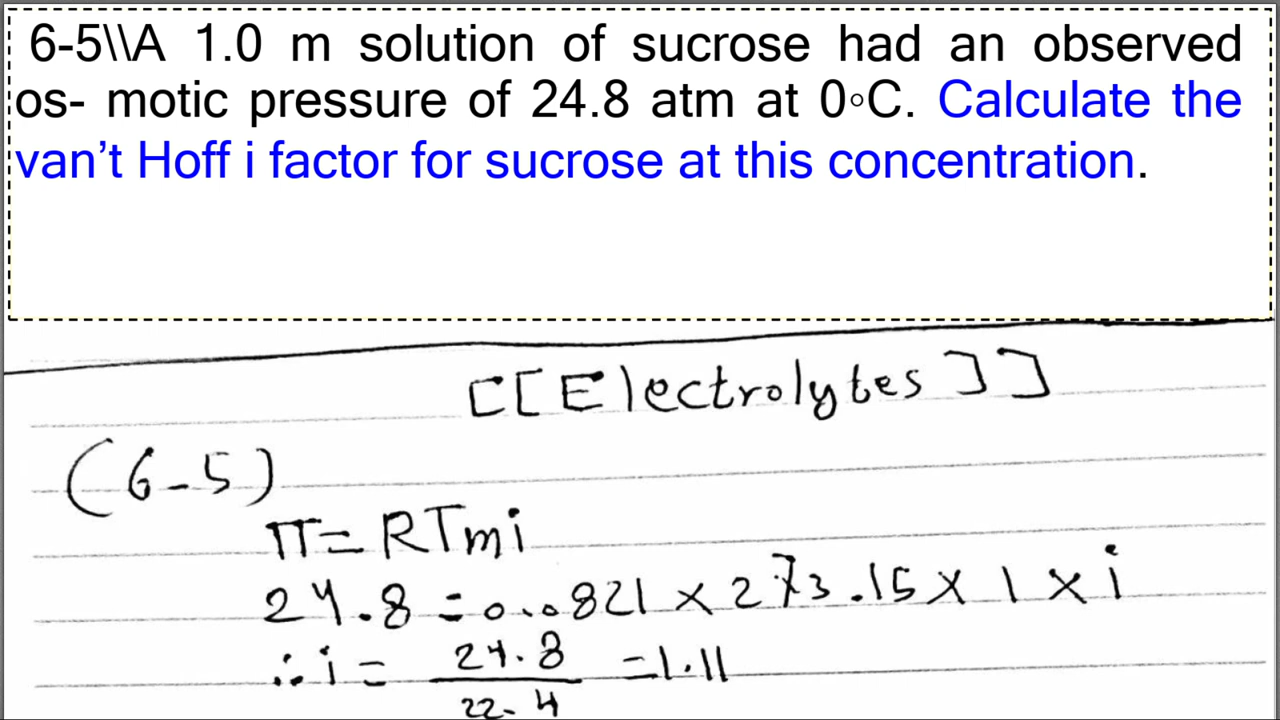 6-5\\A 1.0 m solution of sucrose had an observed
os- motic pressure of 24.8 atm at 0◦C. Calculate the
van’t Hoff i factor for sucrose at this concentration.
[[Electrolytes]]
(6-5)
π=RTmi
24.8=0.0821×273.15×1×i
∴i= 24.8/22.4 =1.11